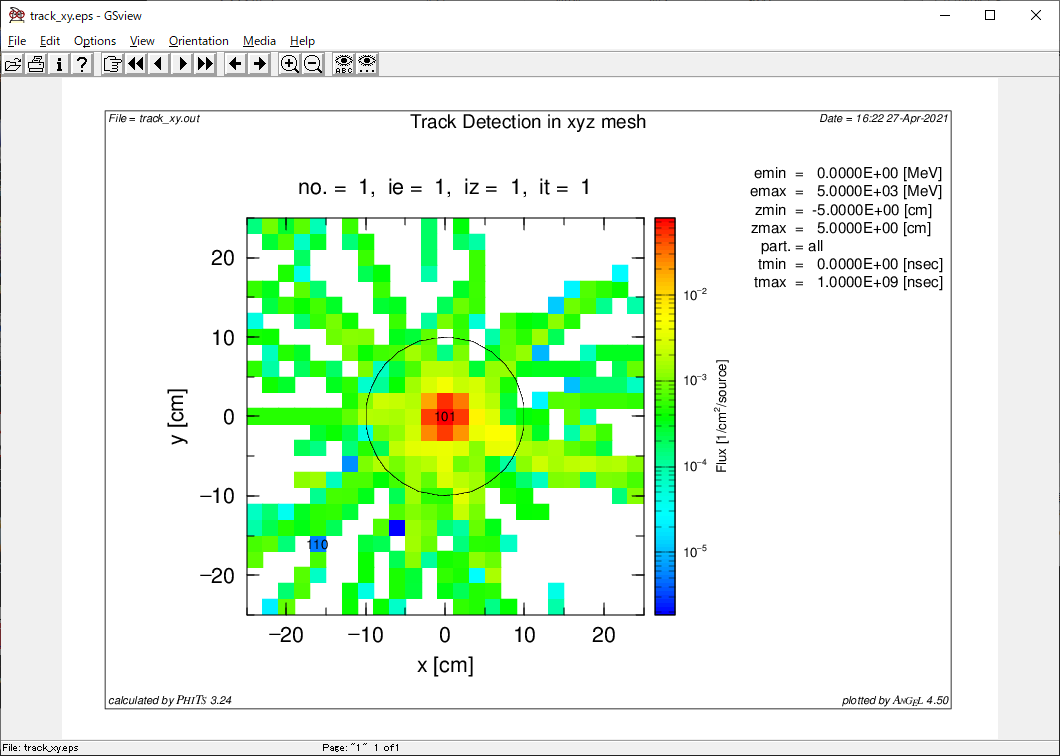 track_xy.eps - GSview
File Edit Options View Orientation Media Help
ABC
File = track_xy.out
Track Detection in xyz mesh
Date = 16:22 27-Apr-2021
no. = 1, ie = 1, iz = 1, it = 1
emin = 0.0000E+00 [MeV]
emax = 5.0000E+03 [MeV]
zmin = -5.0000E+00 [cm]
zmax = 5.0000E+00 [cm]
part. = all
tmin = 0.0000E+00 [nsec]
tmax = 1.0000E+09 [nsec]
20
10
0
−10
−20
y [cm]
101
110
−20 −10 0 10 20
x [cm]
10⁻²
10⁻³
10⁻⁴
10⁻⁵
Flux [1/cm²/source]
calculated by PHITS 3.24
plotted by ANGEL 4.50
File: track_xy.eps
Page: "1" 1 of 1